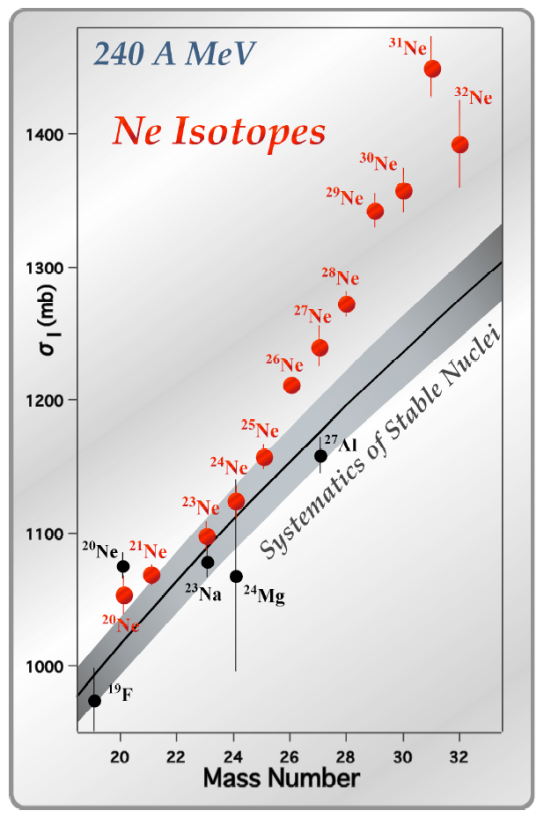 240 A MeV
Ne Isotopes
³¹Ne
³²Ne
³⁰Ne
²⁹Ne
²⁸Ne
²⁷Ne
²⁶Ne
²⁵Ne
²⁴Ne
²³Ne
²⁷Al
Systematics of Stable Nuclei
²⁰Ne
²¹Ne
²⁰Ne
²³Na
²⁴Mg
¹⁹F
1400
1300
1200
1100
1000
σ I (mb)
20 22 24 26 28 30 32
Mass Number